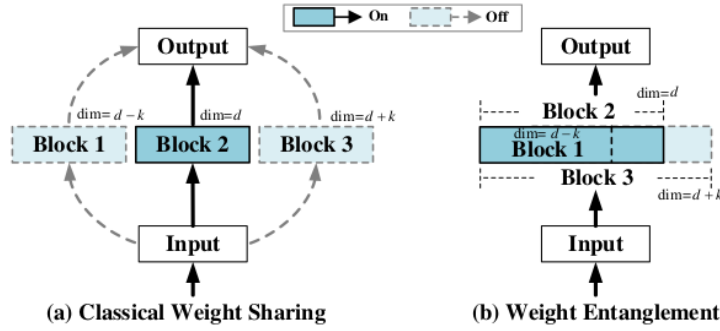 On Off
Output Output
dim=d-k dim=d dim=d+k
dim=d
Block 2
Block 1 Block 2 Block 3
dim=d-k
Block 1
Block 3
dim=d+k
Input Input
(a) Classical Weight Sharing (b) Weight Entanglement